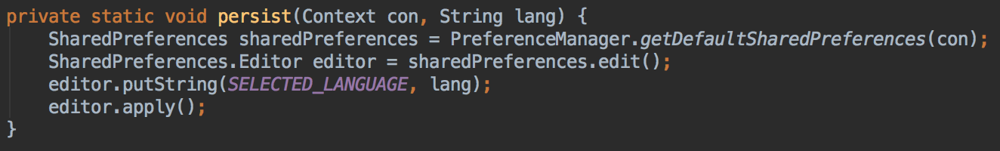 private static void persist(Context con, String lang) {
    SharedPreferences sharedPreferences = PreferenceManager.getDefaultSharedPreferences(con);
    SharedPreferences.Editor editor = sharedPreferences.edit();
    editor.putString(SELECTED_LANGUAGE, lang);
    editor.apply();
}